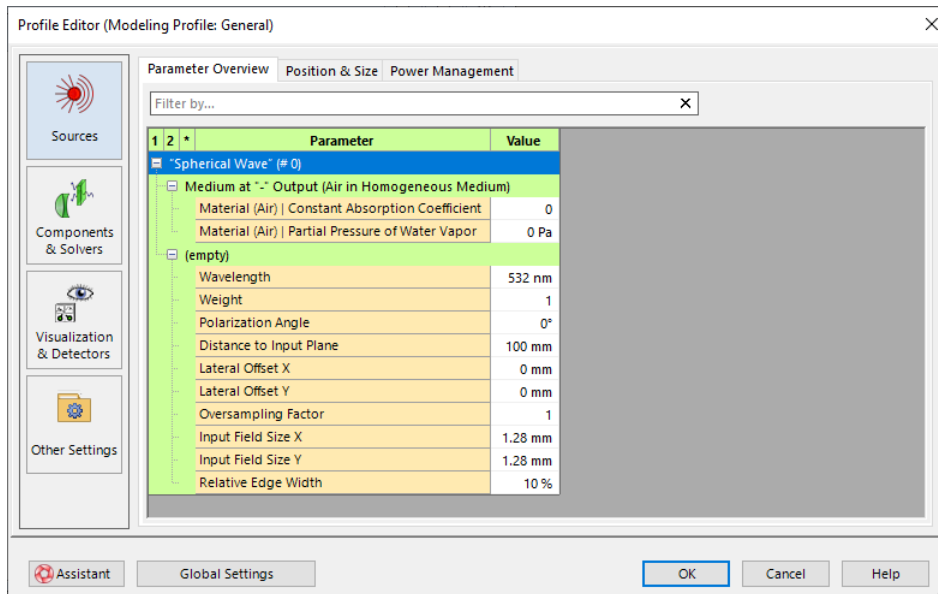 Profile Editor (Modeling Profile: General)
Sources
Components
& Solvers
Visualization
& Detectors
Other Settings
Parameter Overview Position & Size Power Management
Filter by...
1 2 * Parameter Value
"Spherical Wave" (# 0)
Medium at "-" Output (Air in Homogeneous Medium)
Material (Air) | Constant Absorption Coefficient 0
Material (Air) | Partial Pressure of Water Vapor 0 Pa
(empty)
Wavelength 532 nm
Weight 1
Polarization Angle 0°
Distance to Input Plane 100 mm
Lateral Offset X 0 mm
Lateral Offset Y 0 mm
Oversampling Factor 1
Input Field Size X 1.28 mm
Input Field Size Y 1.28 mm
Relative Edge Width 10 %
Assistant Global Settings OK Cancel Help